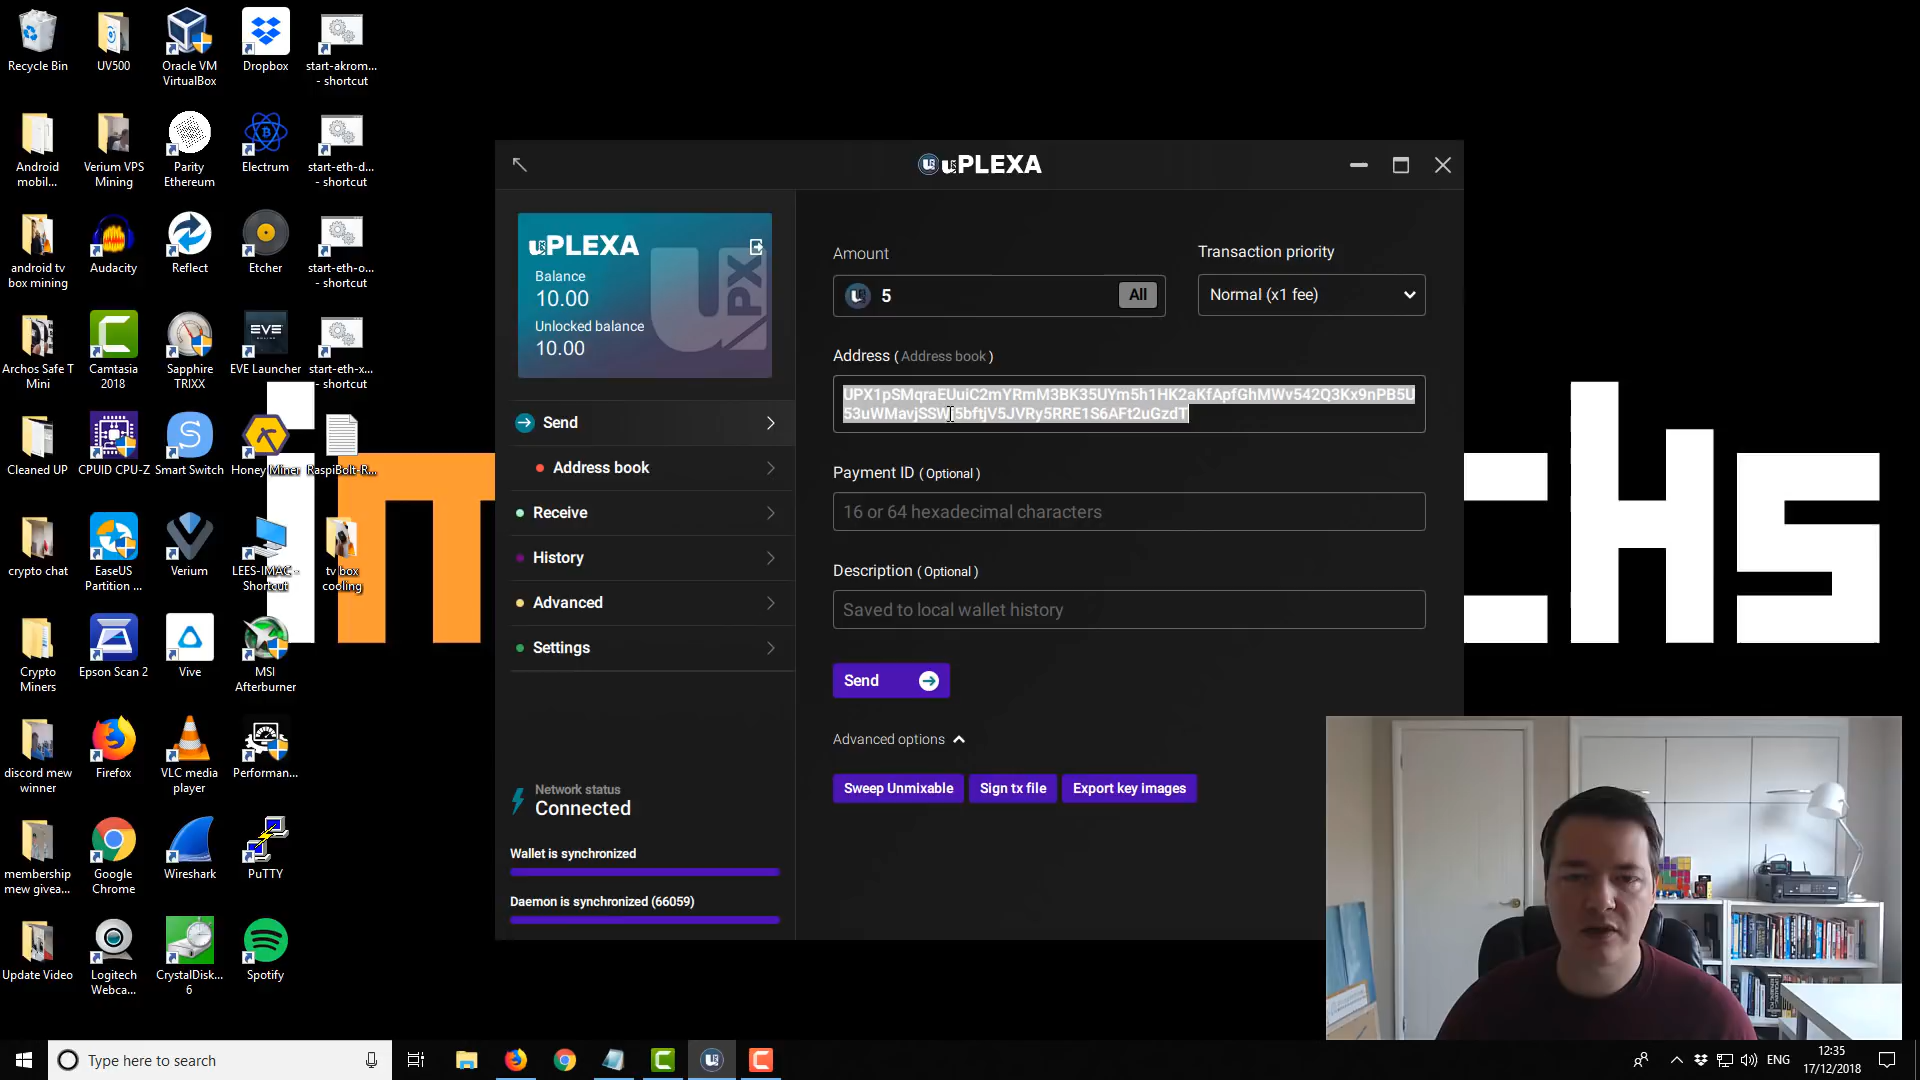 Recycle Bin
UV500
Oracle VM
VirtualBox
Dropbox
start-akrom...
- shortcut
Android
mobil...
Verium VPS
Mining
Parity
Ethereum
Electrum
start-eth-d...
- shortcut
android tv
box mining
Audacity
Reflect
Etcher
start-eth-o...
- shortcut
Archos Safe T
Mini
Camtasia
2018
Sapphire
TRIXX
EVE
EVE Launcher
start-eth-x...
- shortcut
Cleaned UP
CPUID CPU-Z
Smart Switch
Honey Miner
RaspiBolt-R...
crypto chat
EaseUS
Partition ...
Verium
LEES-IMAC -
Shortcut
tv box
cooling
Crypto
Miners
Epson Scan 2
Vive
MSI
Afterburner
discord mew
winner
Firefox
VLC media
player
Performan...
membership
mew givea...
Google
Chrome
Wireshark
PuTTY
Update Video
Logitech
Webca...
CrystalDisk...
6
Spotify
uPLEXA
uPLEXA
Balance
10.00
Unlocked balance
10.00
UPX
Send
Address book
Receive
History
Advanced
Settings
Network status
Connected
Wallet is synchronized
Daemon is synchronized (66059)
Amount
5
All
Transaction priority
Normal (x1 fee)
Address ( Address book )
UPX1pSMqraEUuiC2mYRmM3BK35UYm5h1HK2aKfApfGhMWv542Q3Kx9nPB5U
Payment ID ( Optional )
16 or 64 hexadecimal characters
Description ( Optional )
Saved to local wallet history
Send
Advanced options
Sweep Unmixable
Sign tx file
Export key images
chs
Type here to search
ENG
12:35
17/12/2018